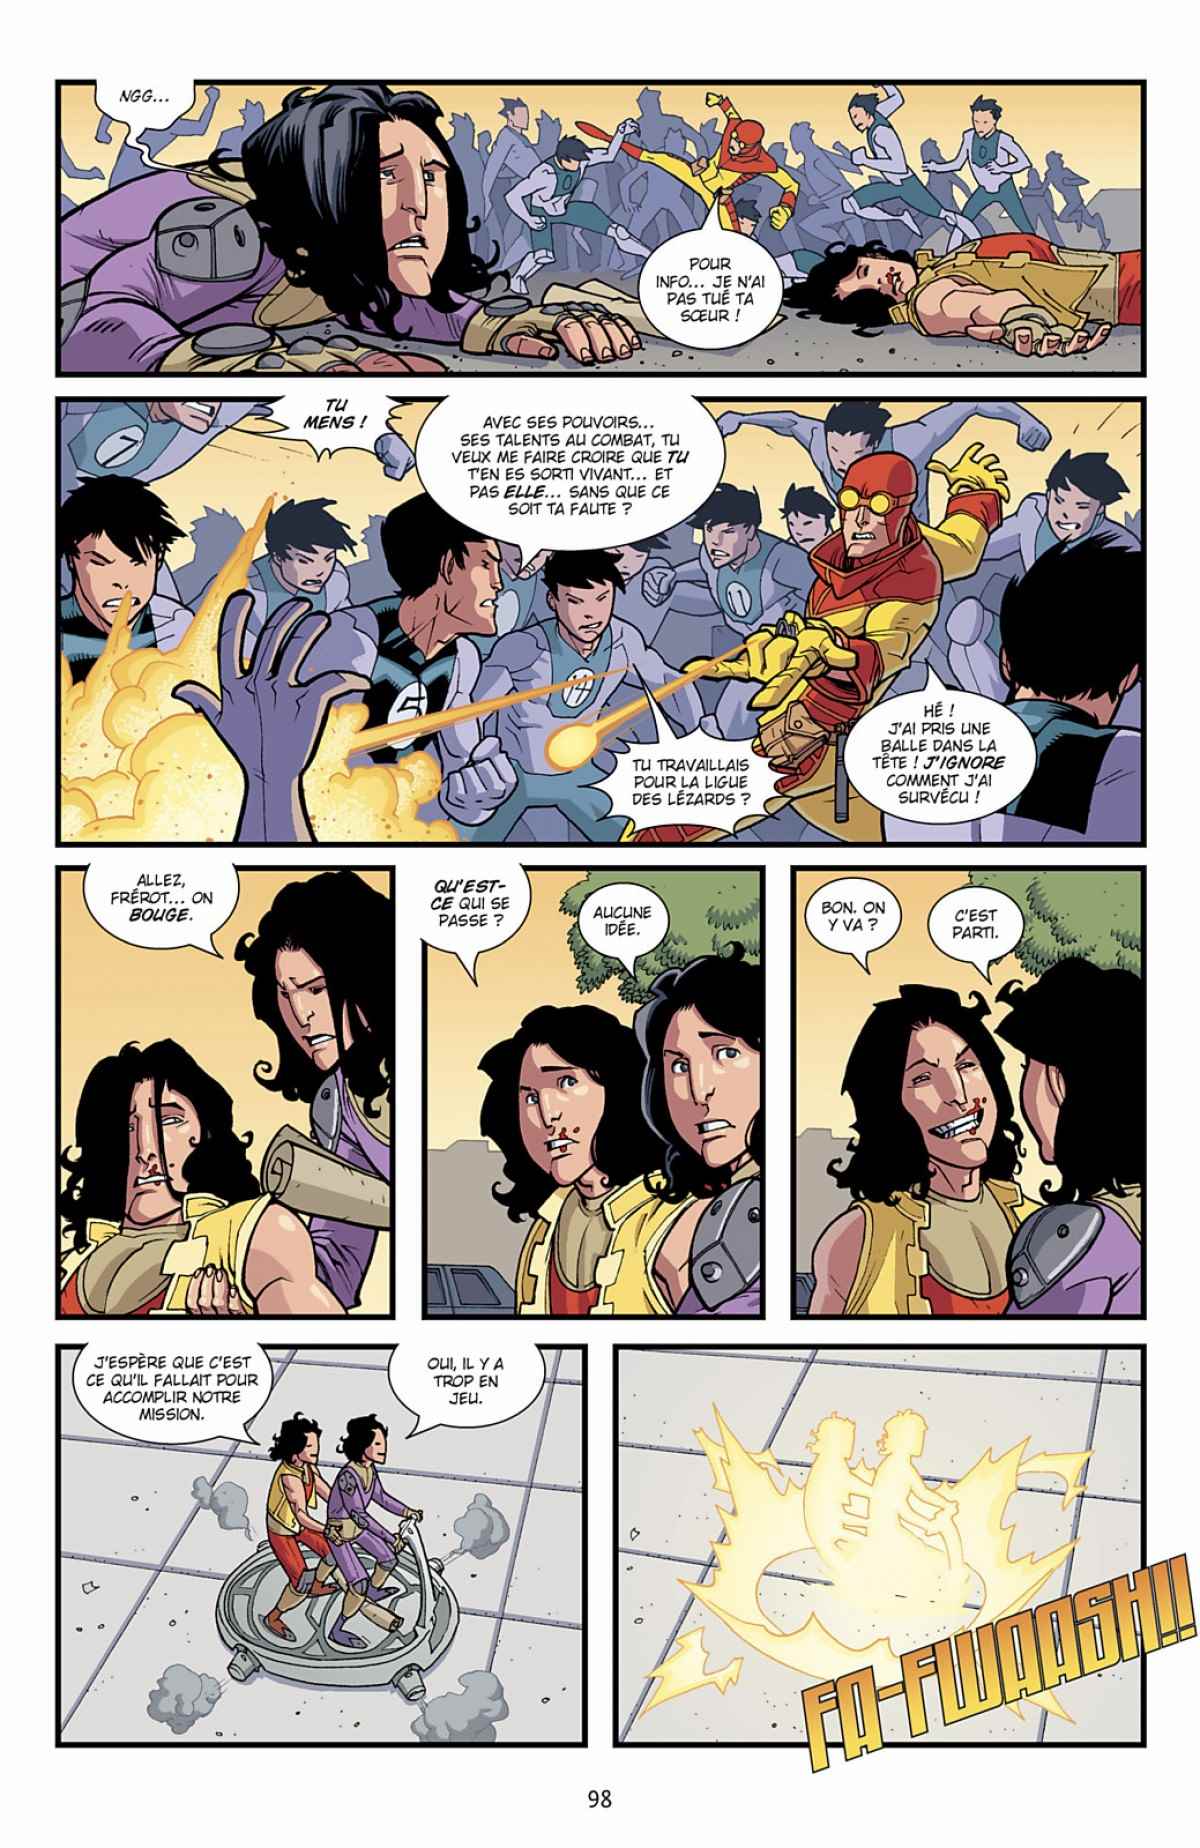 NGG...
POUR
INFO... JE N'AI
PAS TUÉ TA
SŒUR !
TU
MENS !
AVEC SES POUVOIRS...
SES TALENTS AU COMBAT, TU
VEUX ME FAIRE CROIRE QUE TU
T'EN ES SORTI VIVANT... ET
PAS ELLE... SANS QUE CE
SOIT TA FAUTE ?
TU TRAVAILLAIS
POUR LA LIGUE
DES LÉZARDS ?
HÉ !
J'AI PRIS UNE
BALLE DANS LA
TÊTE ! J'IGNORE
COMMENT J'AI
SURVÉCU !
7
5
14
11
ALLEZ,
FRÉROT... ON
BOUGE.
QU'EST-
CE QUI SE
PASSE ?
AUCUNE
IDÉE.
BON. ON
Y VA ?
C'EST
PARTI.
J'ESPÈRE QUE C'EST
CE QU'IL FALLAIT POUR
ACCOMPLIR NOTRE
MISSION.
OUI, IL Y A
TROP EN
JEU.
FA-FWAASH!!
98